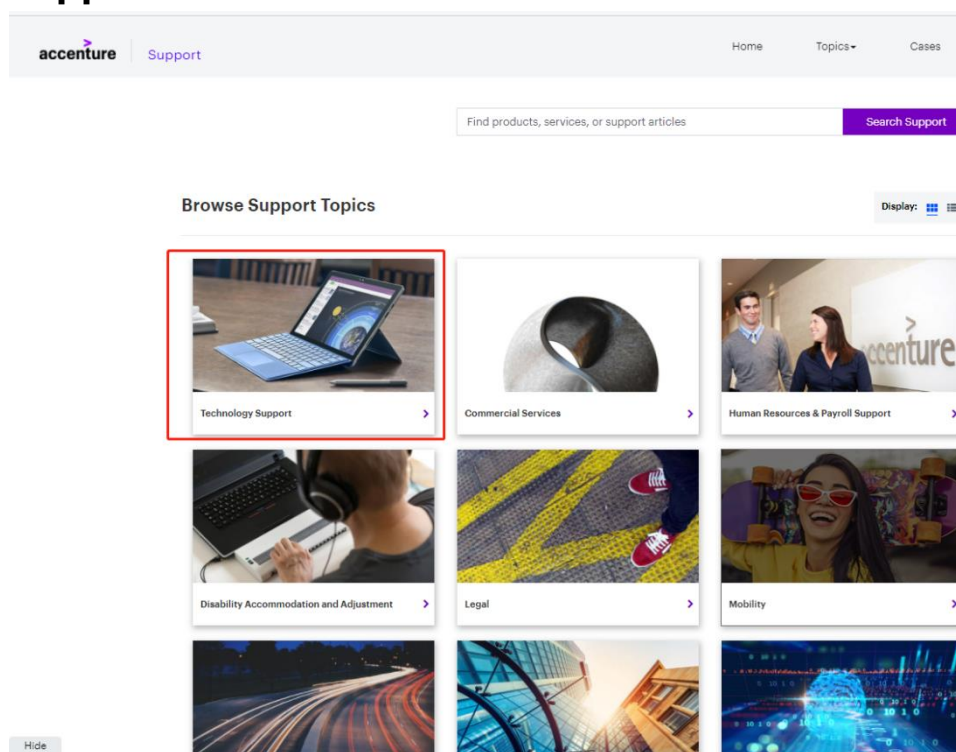 accenture Support Home Topics Cases
Find products, services, or support articles Search Support
Browse Support Topics Display:
accenture
Technology Support Commercial Services Human Resources & Payroll Support
Disability Accommodation and Adjustment Legal Mobility
Hide